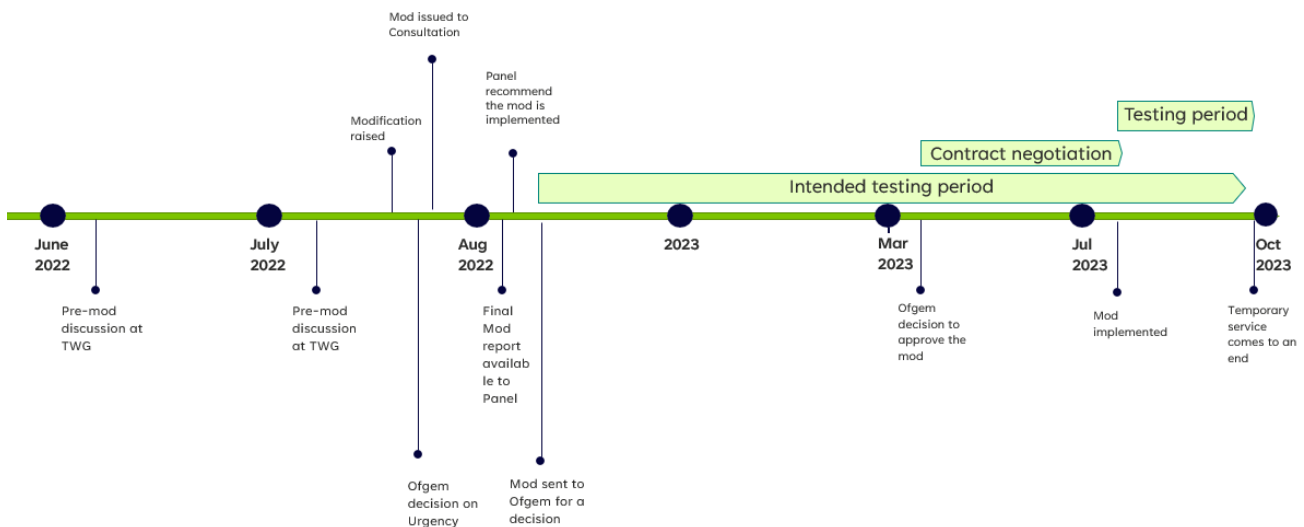 Mod issued to
Consultation
Panel
recommend
the mod is
implemented
Modification
raised
Testing period
Contract negotiation
Intended testing period
June
2022
July
2022
Aug
2022
2023
Mar
2023
Jul
2023
Oct
2023
Pre-mod
discussion at
TWG
Pre-mod
discussion
at TWG
Final
Mod
report
availab
le to
Panel
Ofgem
decision to
approve the
mod
Mod
implemented
Temporary
service
comes to an
end
Ofgem
decision on
Urgency
Mod sent to
Ofgem for a
decision